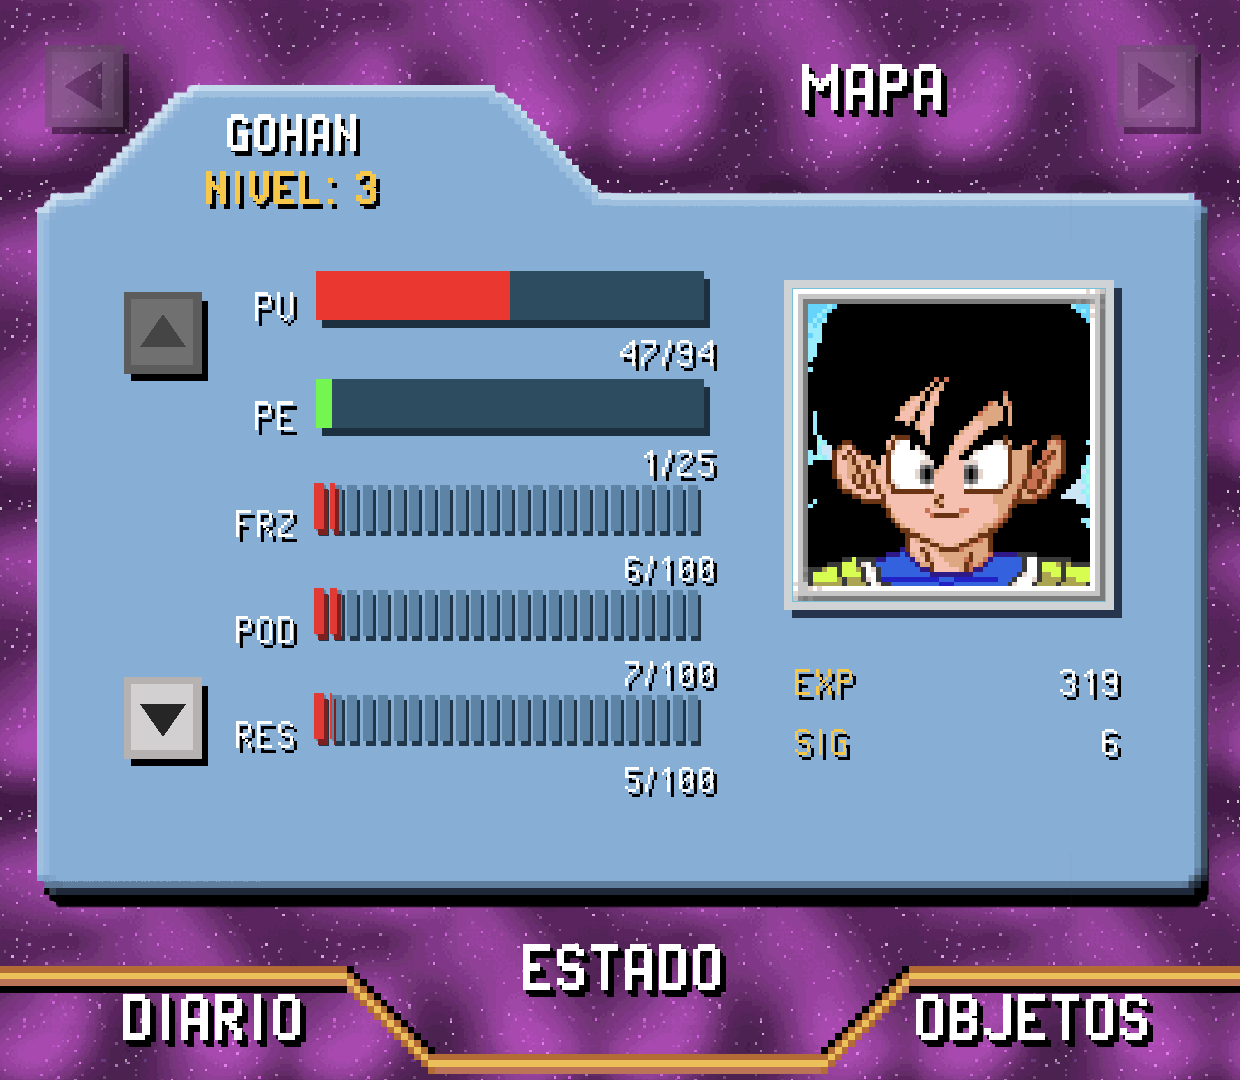 MAPA
GOHAN
NIVEL: 3
PV
47/94
PE
1/25
FRZ
6/100
POD
7/100
RES
5/100
EXP 319
SIG 6
ESTADO
DIARIO
OBJETOS